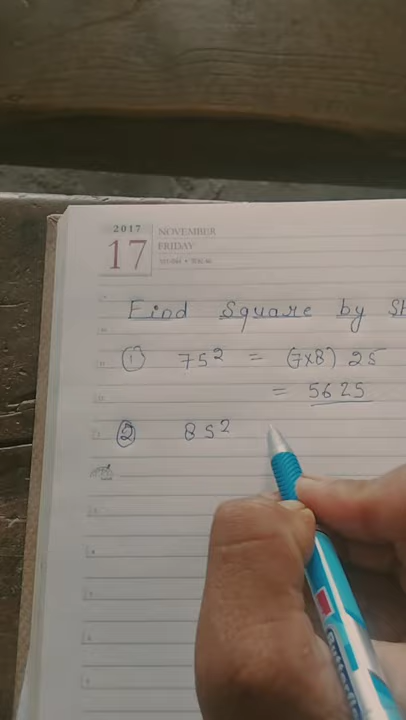 2017
17
NOVEMBER
FRIDAY
Find Square by
① 75² = (7×8) 25
= 5625
② 85²